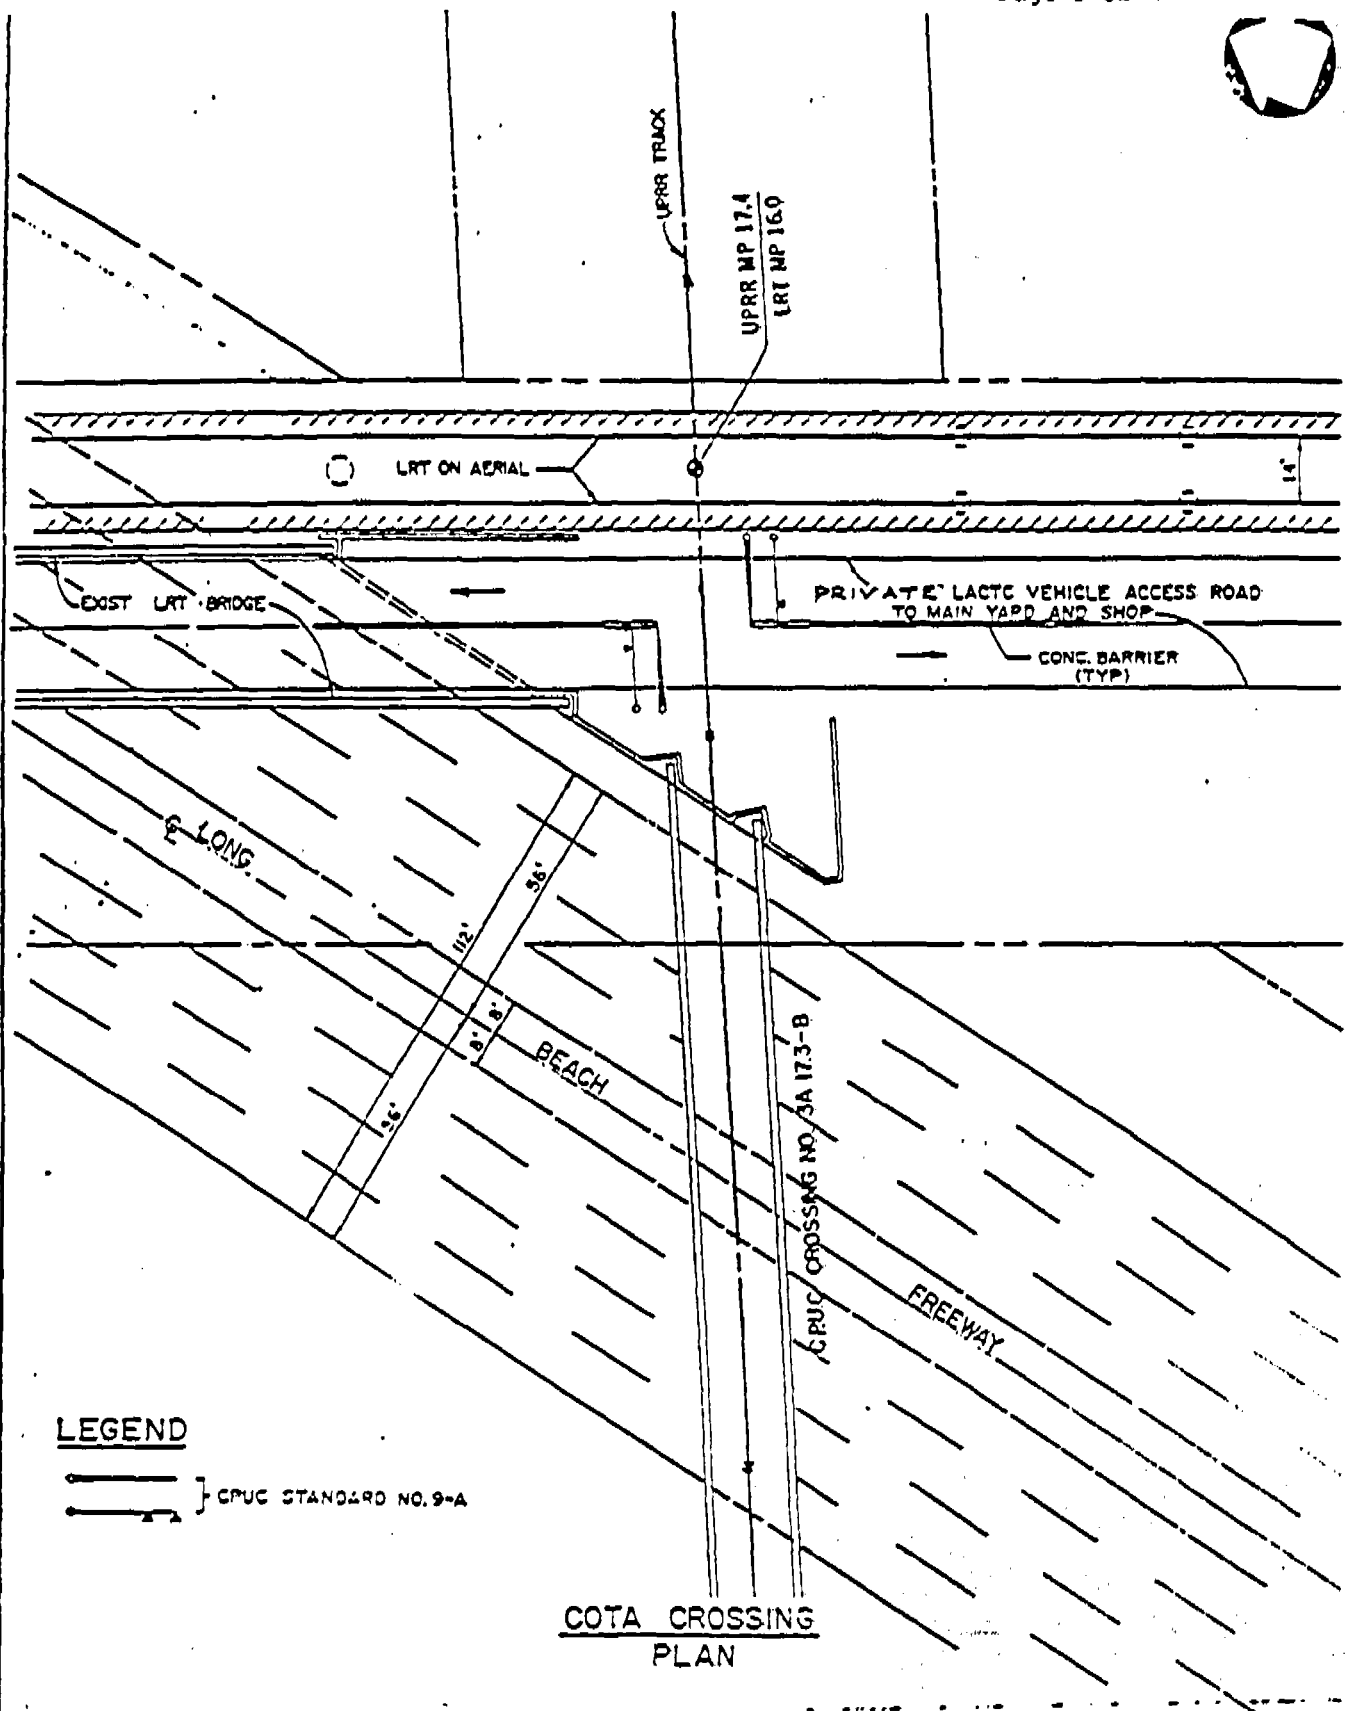 UPRR TRACK
UPRR MP 17.4
LRT MP 16.0
LRT ON AERIAL
14'
EXIST LRT BRIDGE
PRIVATE LACTC VEHICLE ACCESS ROAD
TO MAIN YARD AND SHOP
CONC. BARRIER
(TYP)
℄ LONG
BEACH
FREEWAY
56'
112'
8'
8'
56'
CPUC CROSSING NO. 3A 17.3-B
LEGEND
CPUC STANDARD NO. 9-A
COTA CROSSING
PLAN